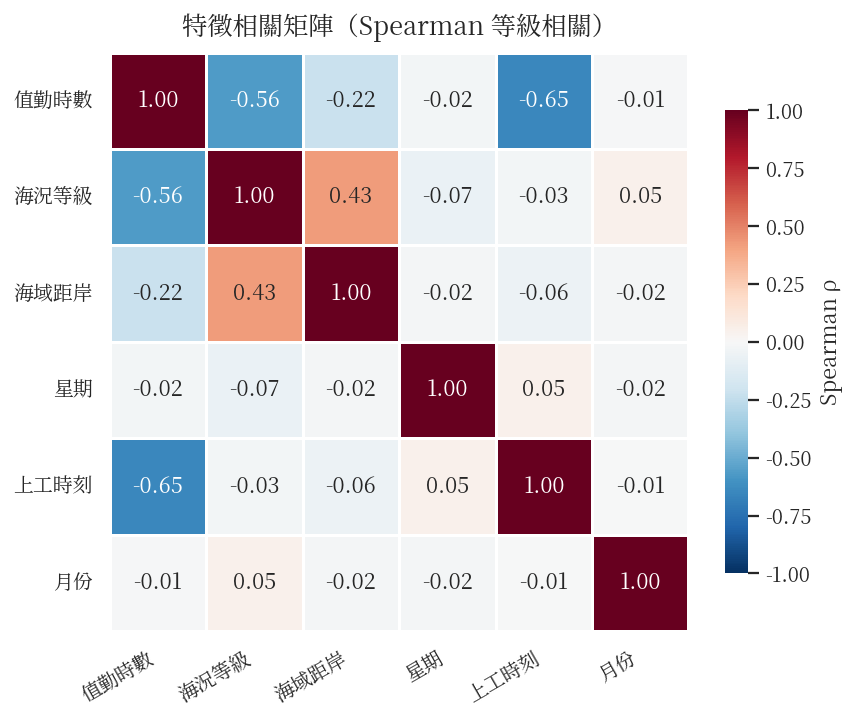 特徵相關矩陣（Spearman 等級相關）
值勤時數 1.00 -0.56 -0.22 -0.02 -0.65 -0.01
海況等級 -0.56 1.00 0.43 -0.07 -0.03 0.05
海域距岸 -0.22 0.43 1.00 -0.02 -0.06 -0.02
星期 -0.02 -0.07 -0.02 1.00 0.05 -0.02
上工時刻 -0.65 -0.03 -0.06 0.05 1.00 -0.01
月份 -0.01 0.05 -0.02 -0.02 -0.01 1.00
值勤時數 海況等級 海域距岸 星期 上工時刻 月份
1.00
0.75
0.50
0.25
0.00
-0.25
-0.50
-0.75
-1.00
Spearman ρ